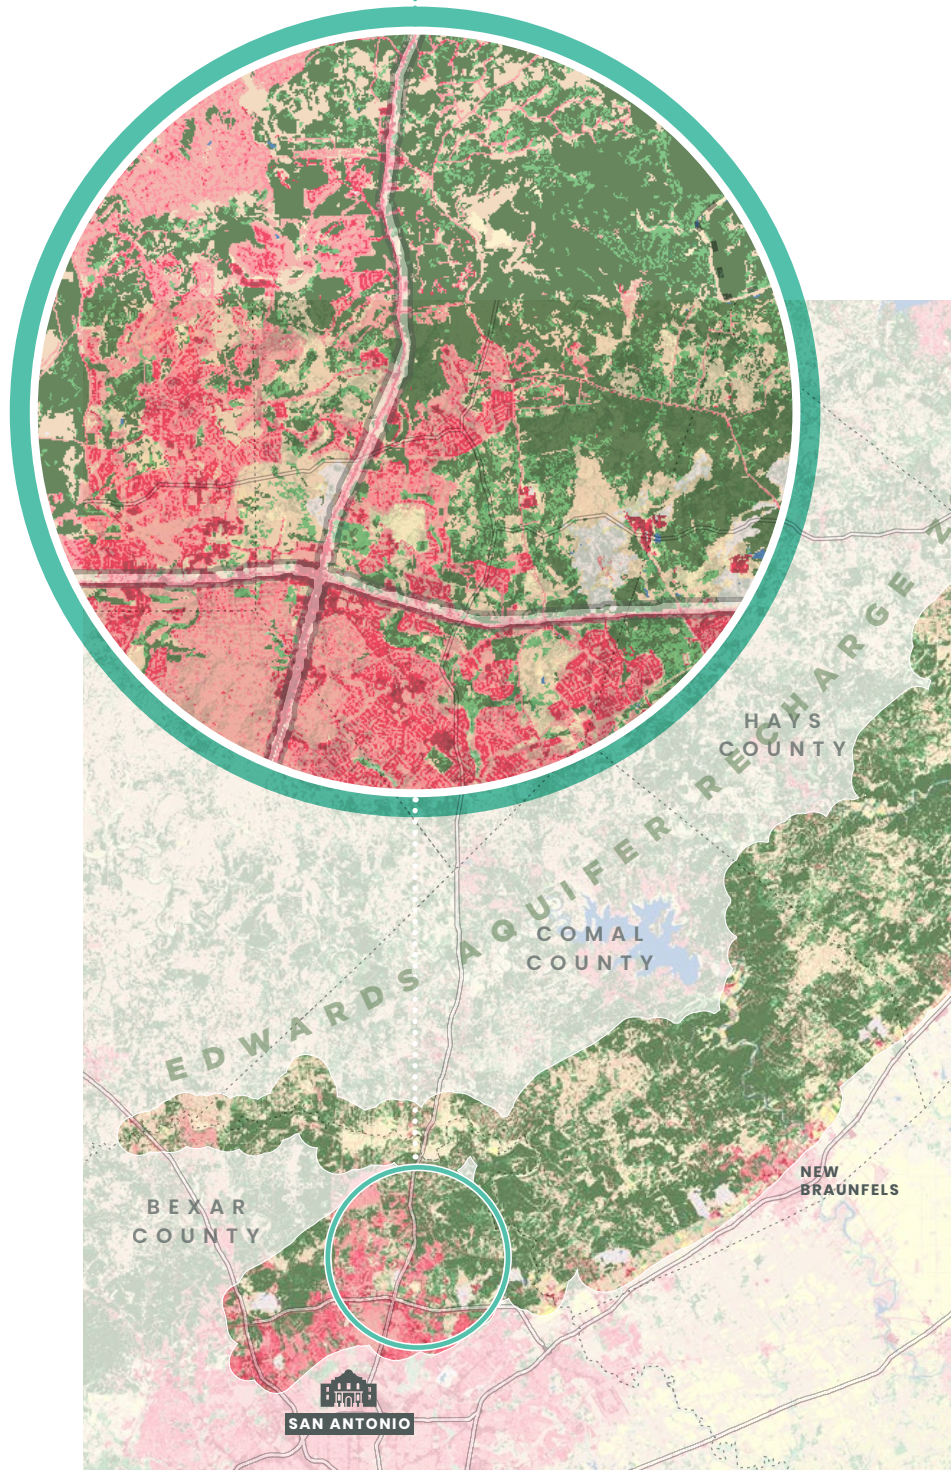 HAYS
COUNTY
EDWARDS AQUIFER RECHARGE Z
COMAL
COUNTY
NEW
BRAUNFELS
BEXAR
COUNTY
SAN ANTONIO